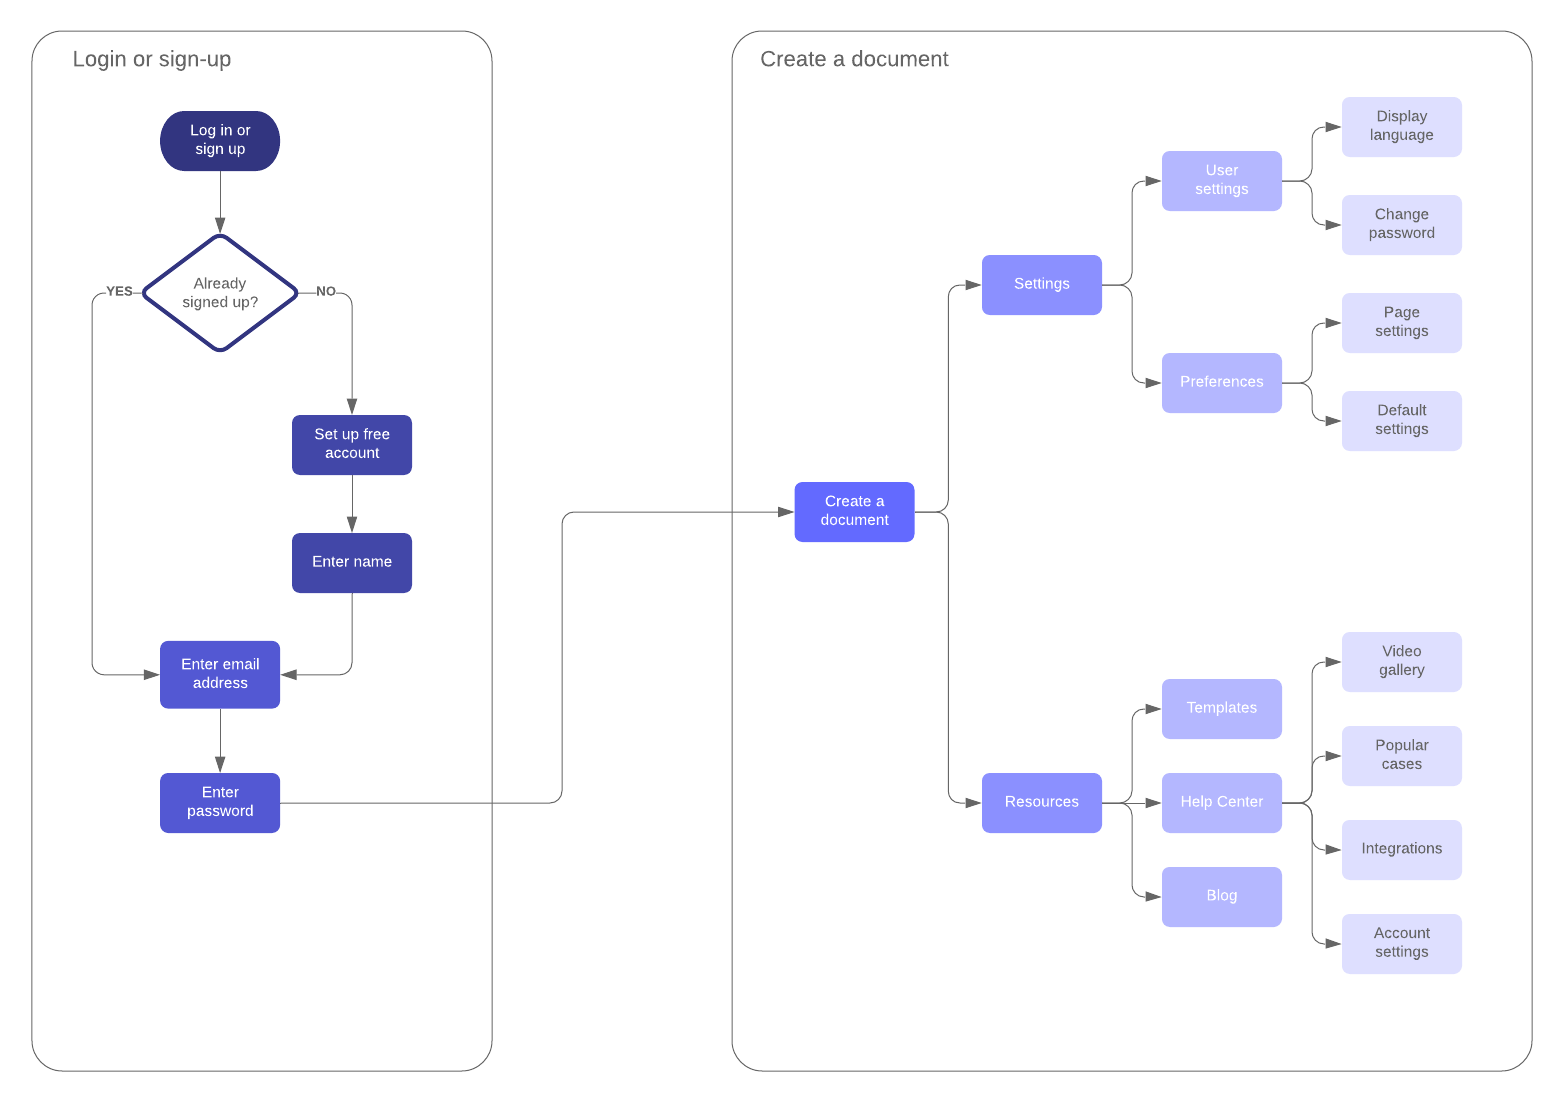 Login or sign-up
Log in or
sign up
Already
signed up?
YES
NO
Set up free
account
Enter name
Enter email
address
Enter
password
Create a document
Create a
document
Settings
User
settings
Display
language
Change
password
Preferences
Page
settings
Default
settings
Resources
Templates
Help Center
Blog
Video
gallery
Popular
cases
Integrations
Account
settings